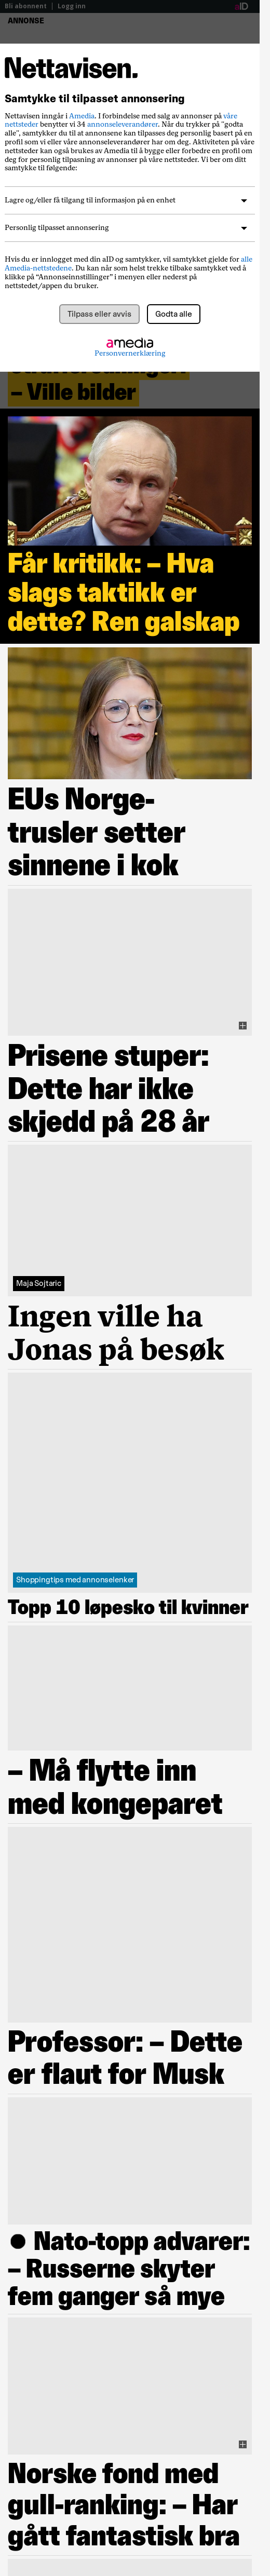 Bli abonnent | Logg inn
aID
ANNONSE
Nettavisen.
Samtykke til tilpasset annonsering
Nettavisen inngår i Amedia. I forbindelse med salg av annonser på våre
nettsteder benytter vi 34 annonseleverandører. Når du trykker på "godta
alle", samtykker du til at annonsene kan tilpasses deg personlig basert på en
profil som vi eller våre annonseleverandører har om deg. Aktiviteten på våre
nettsteder kan også brukes av Amedia til å bygge eller forbedre en profil om
deg for personlig tilpasning av annonser på våre nettsteder. Vi ber om ditt
samtykke til følgende:
Lagre og/eller få tilgang til informasjon på en enhet
Personlig tilpasset annonsering
Hvis du er innlogget med din aID og samtykker, vil samtykket gjelde for alle
Amedia-nettstedene. Du kan når som helst trekke tilbake samtykket ved å
klikke på “Annonseinnstillinger” i menyen eller nederst på
nettstedet/appen du bruker.
Tilpass eller avvis
Godta alle
amedia
Personvernerklæring
– Ville bilder
Får kritikk: – Hva
slags taktikk er
dette? Ren galskap
EUs Norge-
trusler setter
sinnene i kok
Prisene stuper:
Dette har ikke
skjedd på 28 år
Maja Sojtaric
Ingen ville ha
Jonas på besøk
Shoppingtips med annonselenker
Topp 10 løpesko til kvinner
– Må flytte inn
med kongeparet
Professor: – Dette
er flaut for Musk
● Nato-topp advarer:
– Russerne skyter
fem ganger så mye
Norske fond med
gull-ranking: – Har
gått fantastisk bra